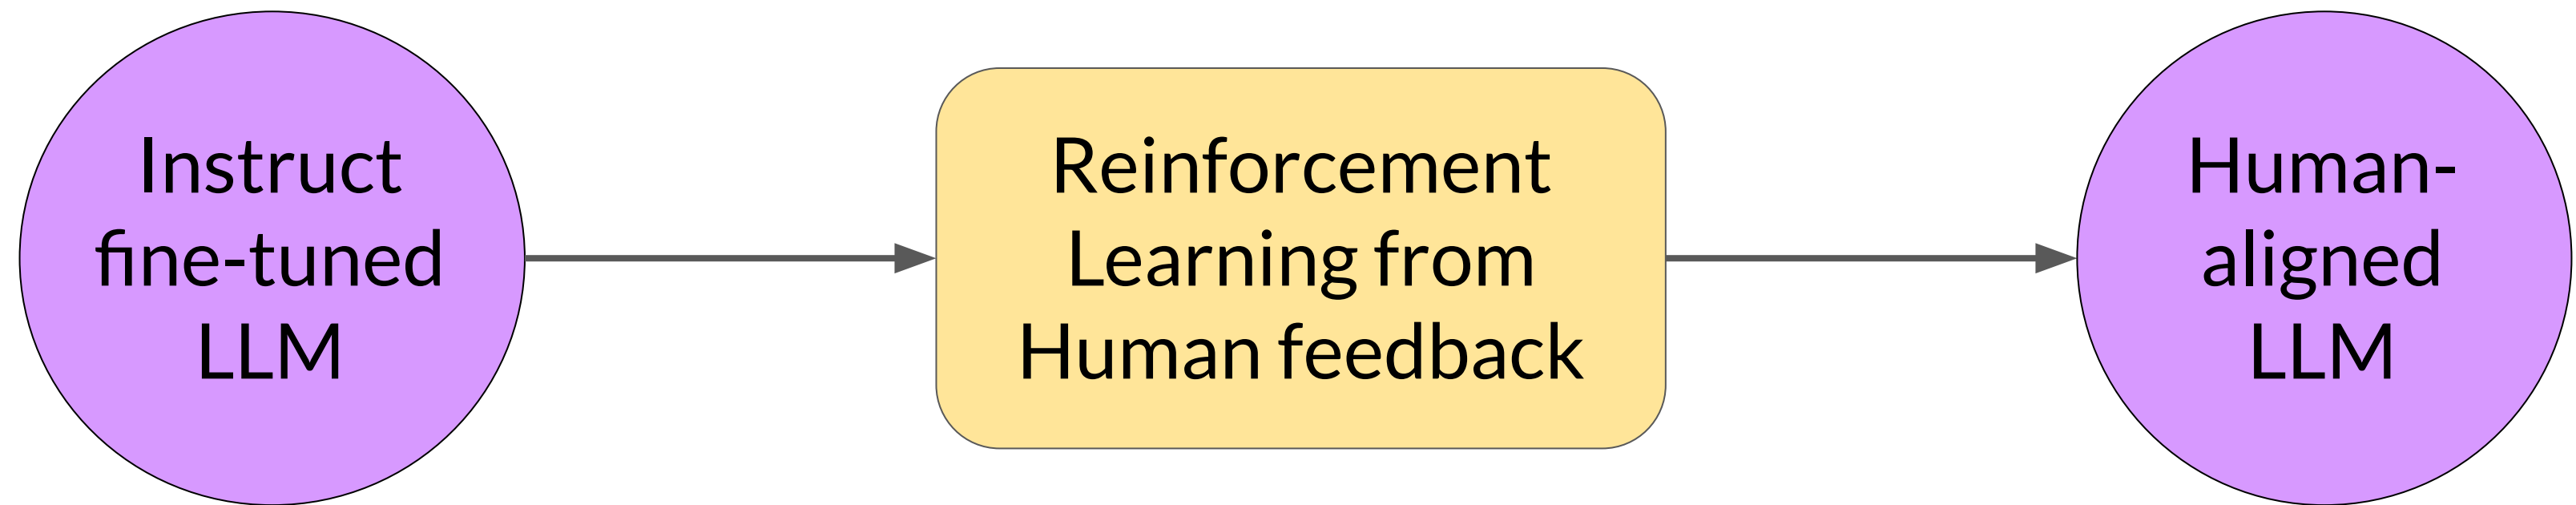 Instruct
fine-tuned
LLM
Reinforcement
Learning from
Human feedback
Human-
aligned
LLM